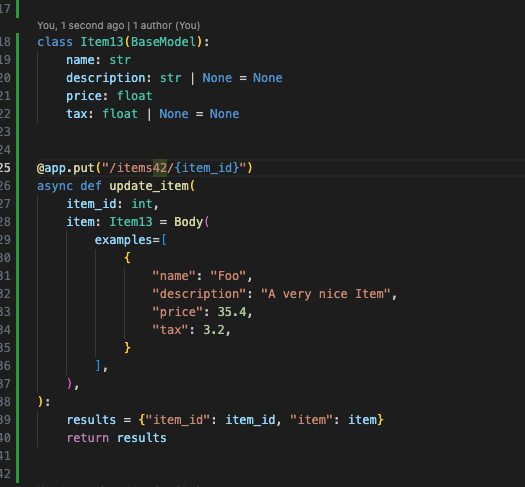 17
You, 1 second ago | 1 author (You)
18 class Item13(BaseModel):
19     name: str
20     description: str | None = None
21     price: float
22     tax: float | None = None
23
24
25 @app.put("/items42/{item_id}")
26 async def update_item(
27     item_id: int,
28     item: Item13 = Body(
29         examples=[
30             {
31                 "name": "Foo",
32                 "description": "A very nice Item",
33                 "price": 35.4,
34                 "tax": 3.2,
35             }
36         ],
37     ),
38 ):
39     results = {"item_id": item_id, "item": item}
40     return results
41
42